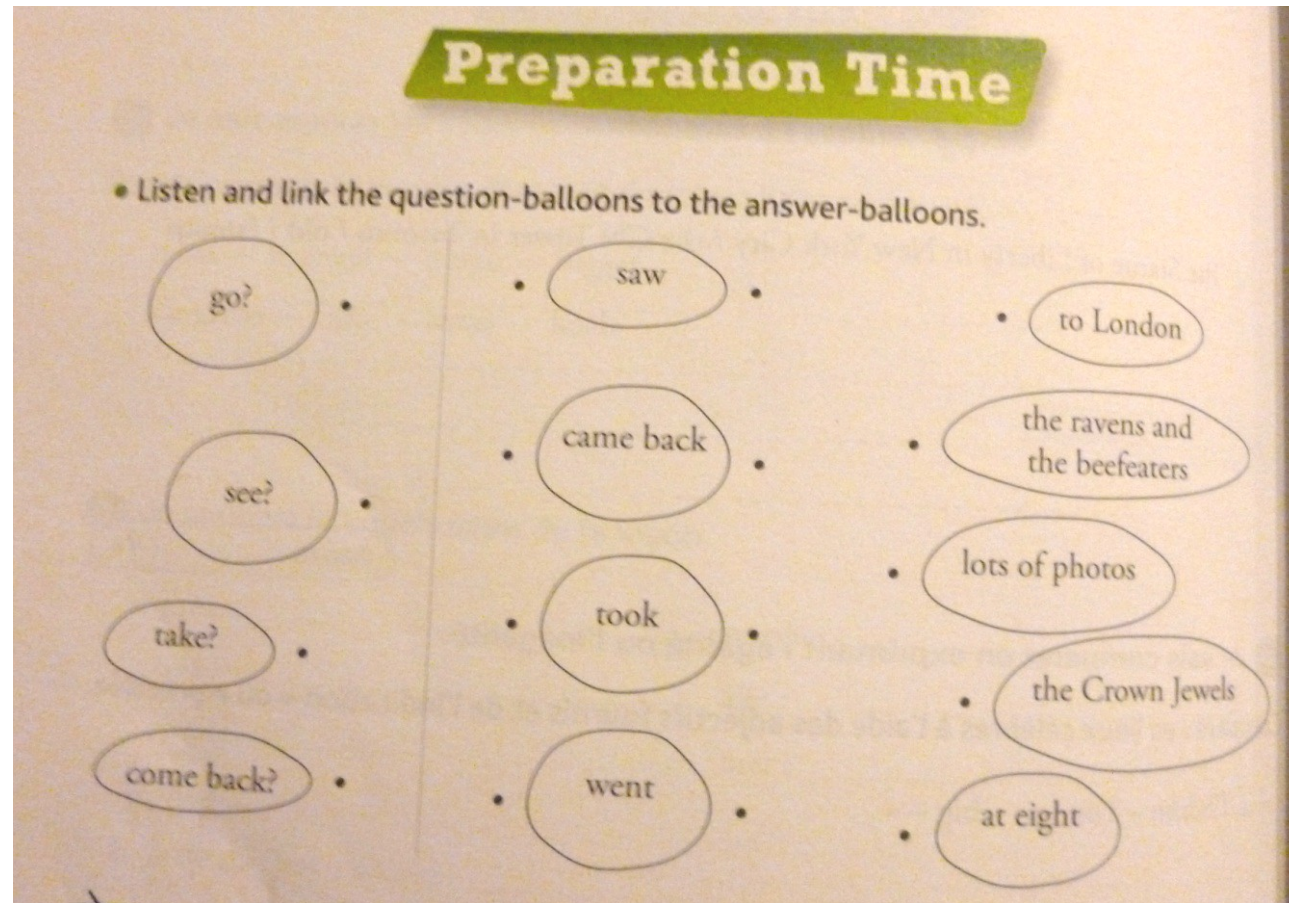 Preparation Time
• Listen and link the question-balloons to the answer-balloons.
go?
saw
to London
see?
came back
the ravens and
the beefeaters
take?
took
lots of photos
the Crown Jewels
come back?
went
at eight